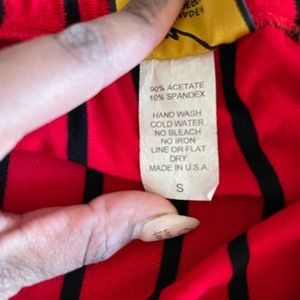 90% ACETATE
10% SPANDEX
HAND WASH
COLD WATER
NO BLEACH
NO IRON
LINE OR FLAT
DRY
MADE IN U.S.A.
S